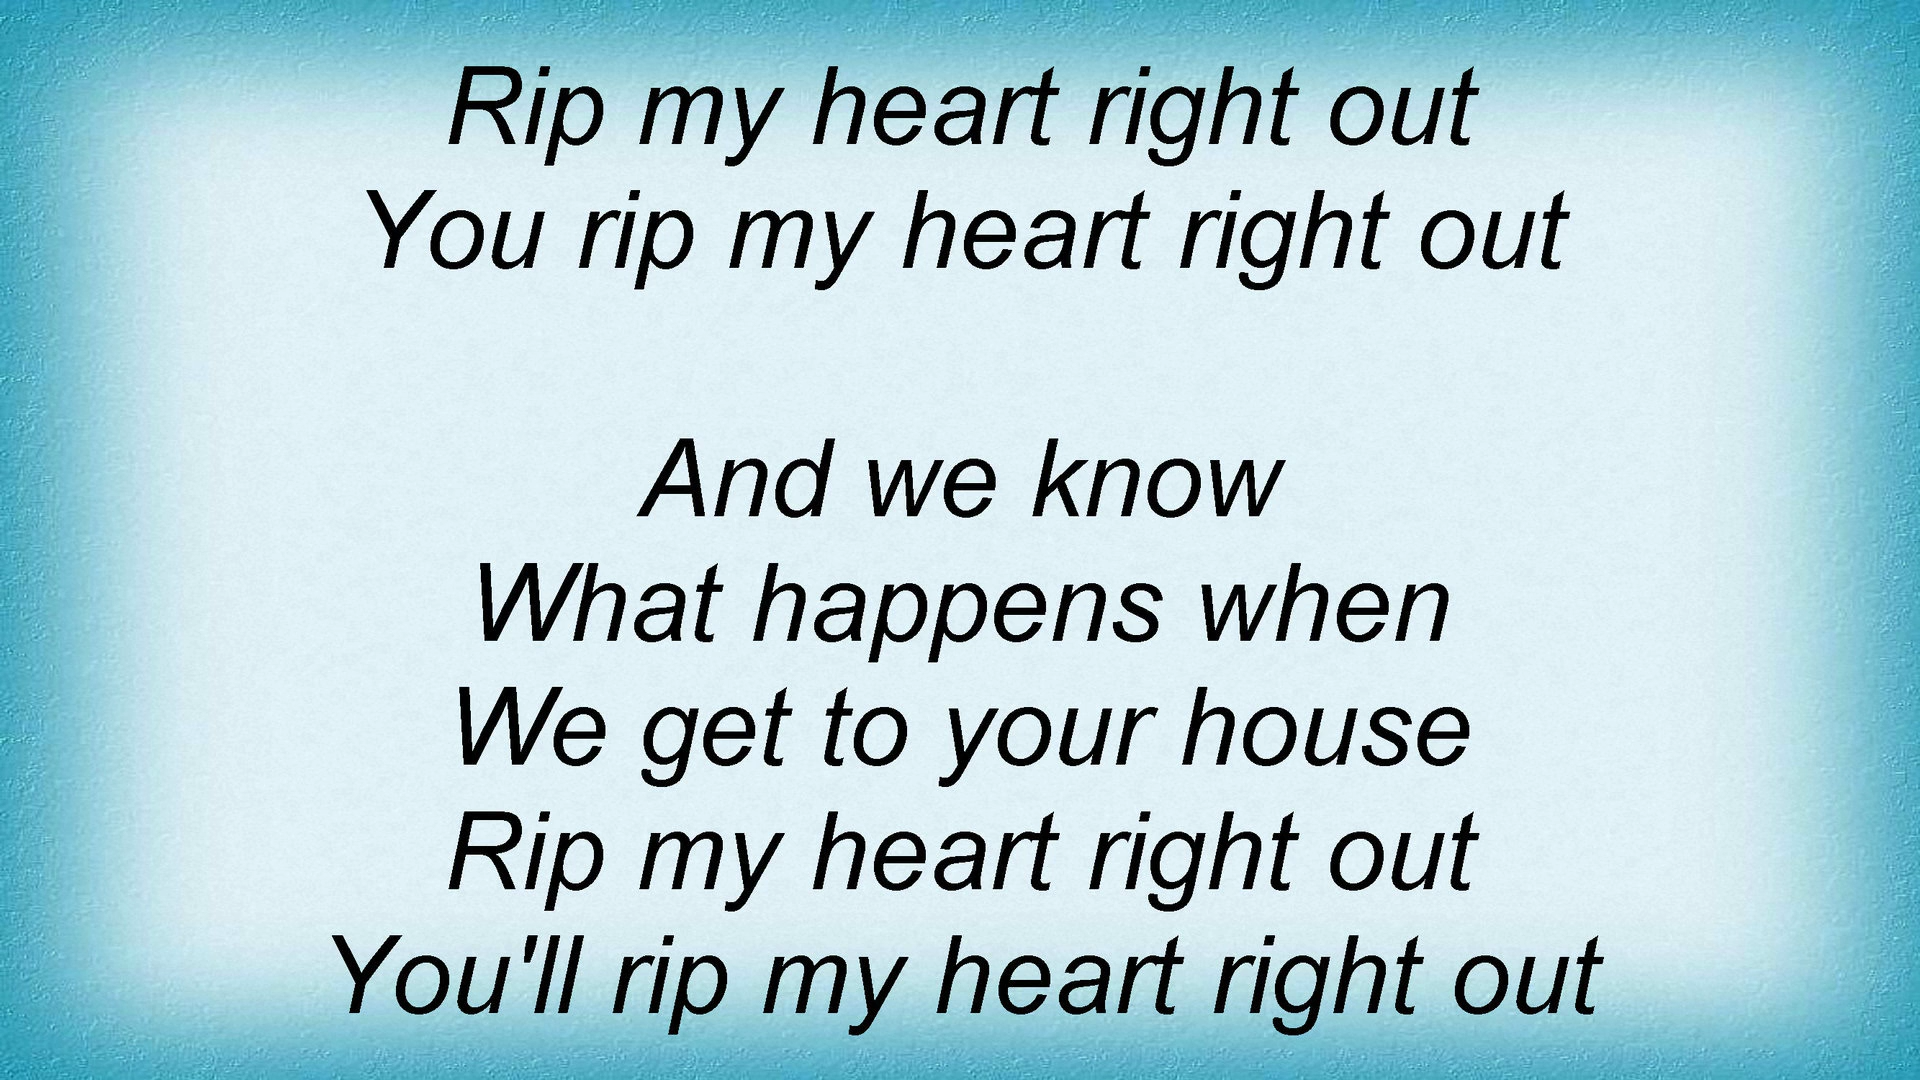 Rip my heart right out
You rip my heart right out
And we know
What happens when
We get to your house
Rip my heart right out
You'll rip my heart right out